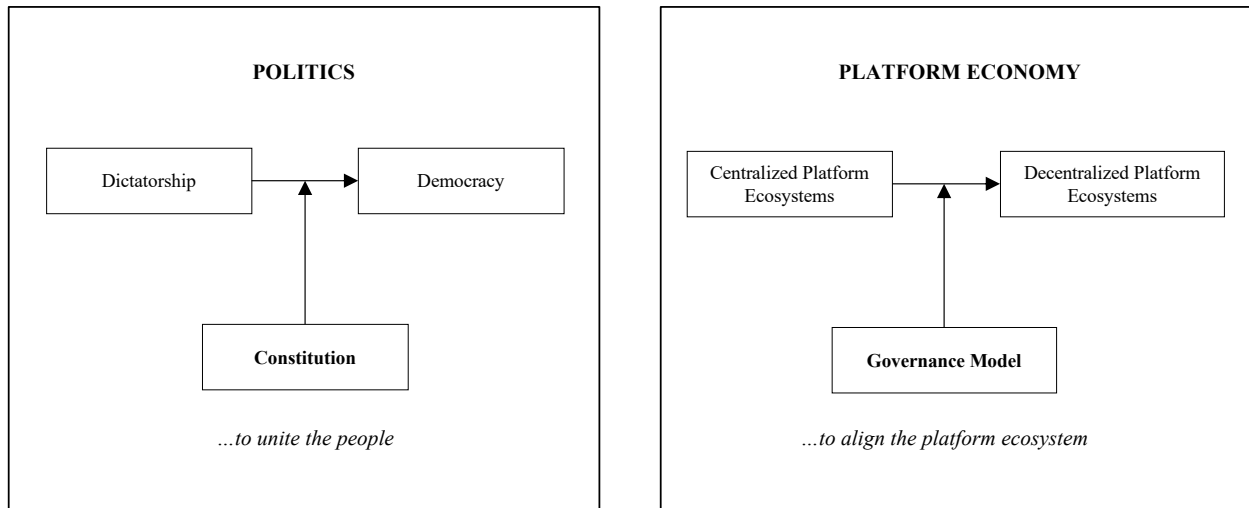 POLITICS
Dictatorship
Democracy
Constitution
...to unite the people
PLATFORM ECONOMY
Centralized Platform
Ecosystems
Decentralized Platform
Ecosystems
Governance Model
...to align the platform ecosystem